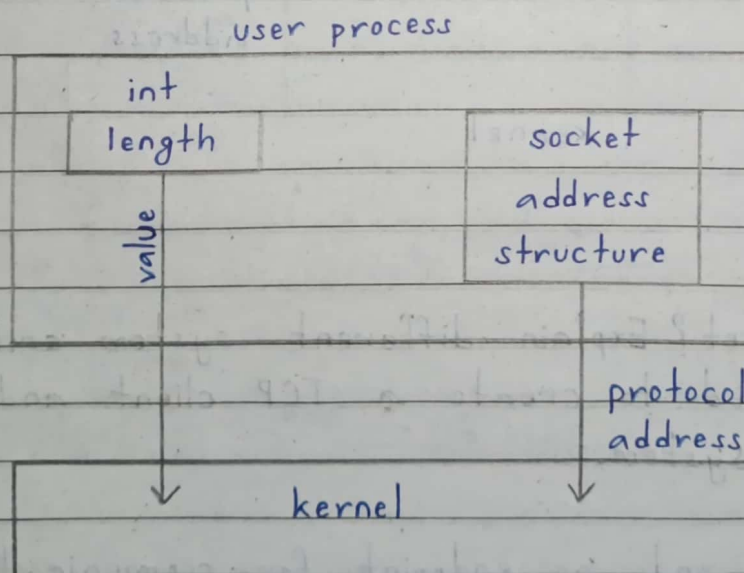 user process
int
length
value
socket
address
structure
protocol
address
kernel